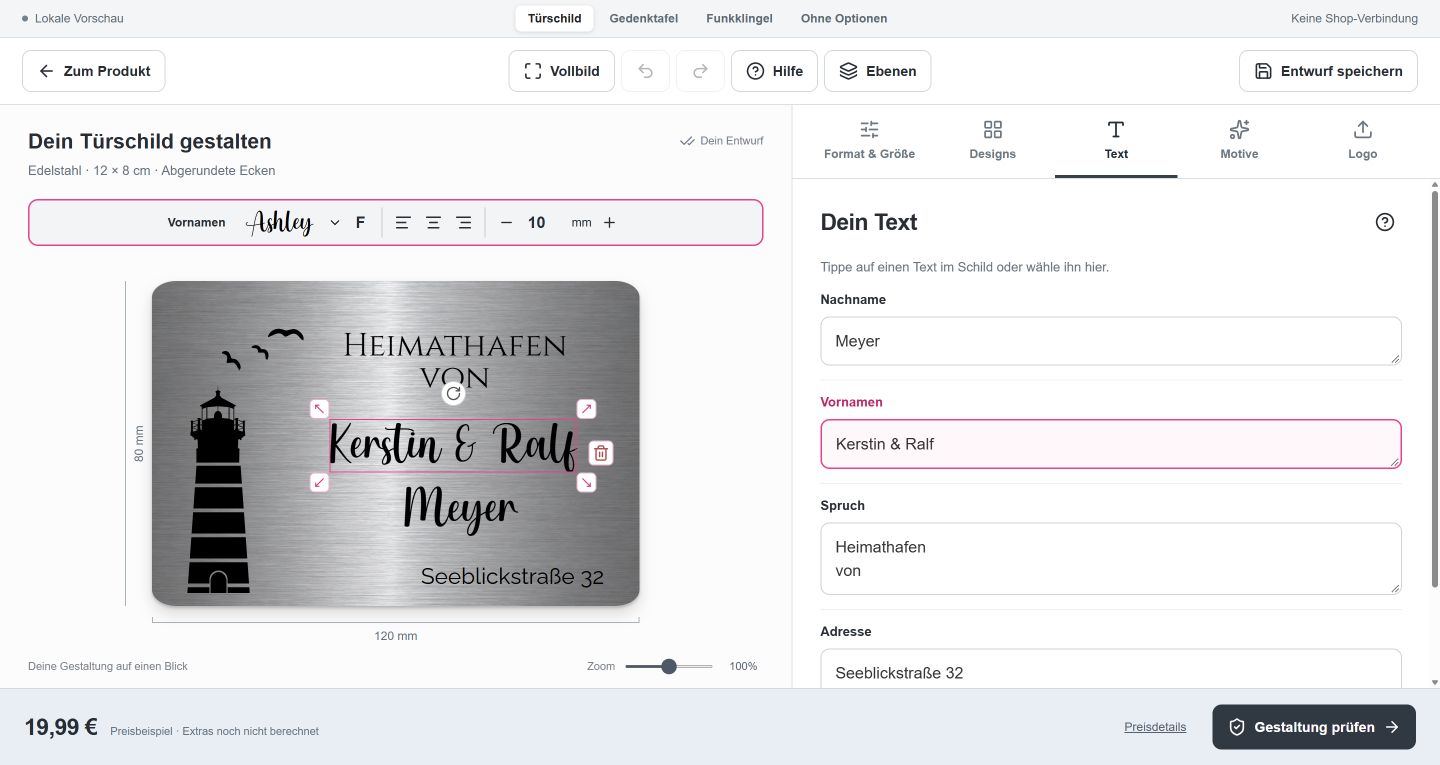 Lokale Vorschau
Türschild
Gedenktafel
Funkklingel
Ohne Optionen
Keine Shop-Verbindung
Zum Produkt
Vollbild
Hilfe
Ebenen
Entwurf speichern
Dein Türschild gestalten
Dein Entwurf
Edelstahl · 12 × 8 cm · Abgerundete Ecken
Vornamen
Ashley
F
10
mm
80 mm
HEIMATHAFEN
VON
Kerstin & Ralf
Meyer
Seeblickstraße 32
120 mm
Deine Gestaltung auf einen Blick
Zoom
100%
Format & Größe
Designs
Text
Motive
Logo
Dein Text
Tippe auf einen Text im Schild oder wähle ihn hier.
Nachname
Meyer
Vornamen
Kerstin & Ralf
Spruch
Heimathafen
von
Adresse
Seeblickstraße 32
19,99 €
Preisbeispiel · Extras noch nicht berechnet
Preisdetails
Gestaltung prüfen